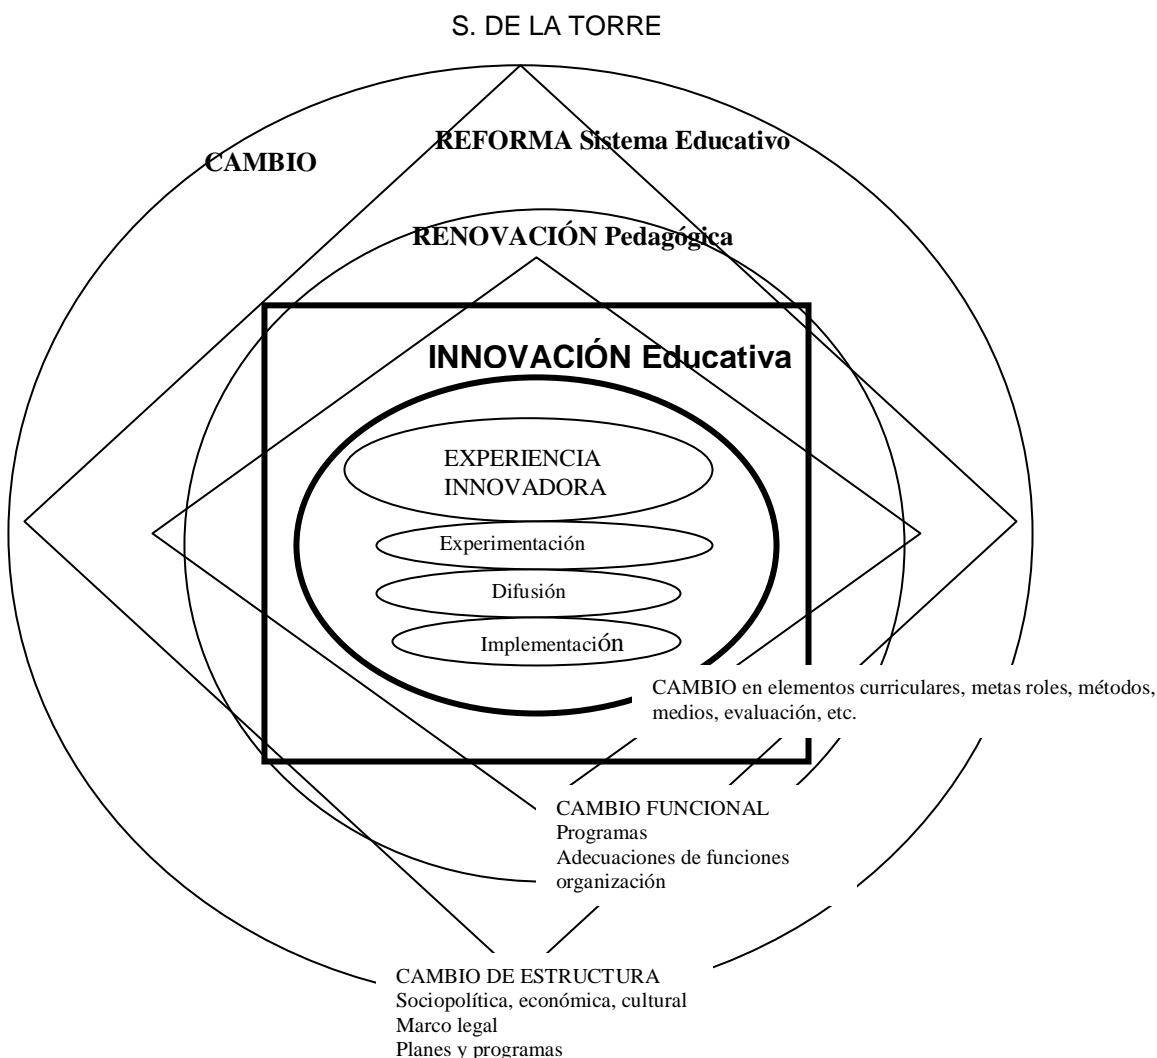 S. DE LA TORRE
REFORMA Sistema Educativo
CAMBIO
RENOVACIÓN Pedagógica
INNOVACIÓN Educativa
EXPERIENCIA
INNOVADORA
Experimentación
Difusión
Implementación
CAMBIO en elementos curriculares, metas roles, métodos,
medios, evaluación, etc.
CAMBIO FUNCIONAL
Programas
Adecuaciones de funciones
organización
CAMBIO DE ESTRUCTURA
Sociopolítica, económica, cultural
Marco legal
Planes y programas